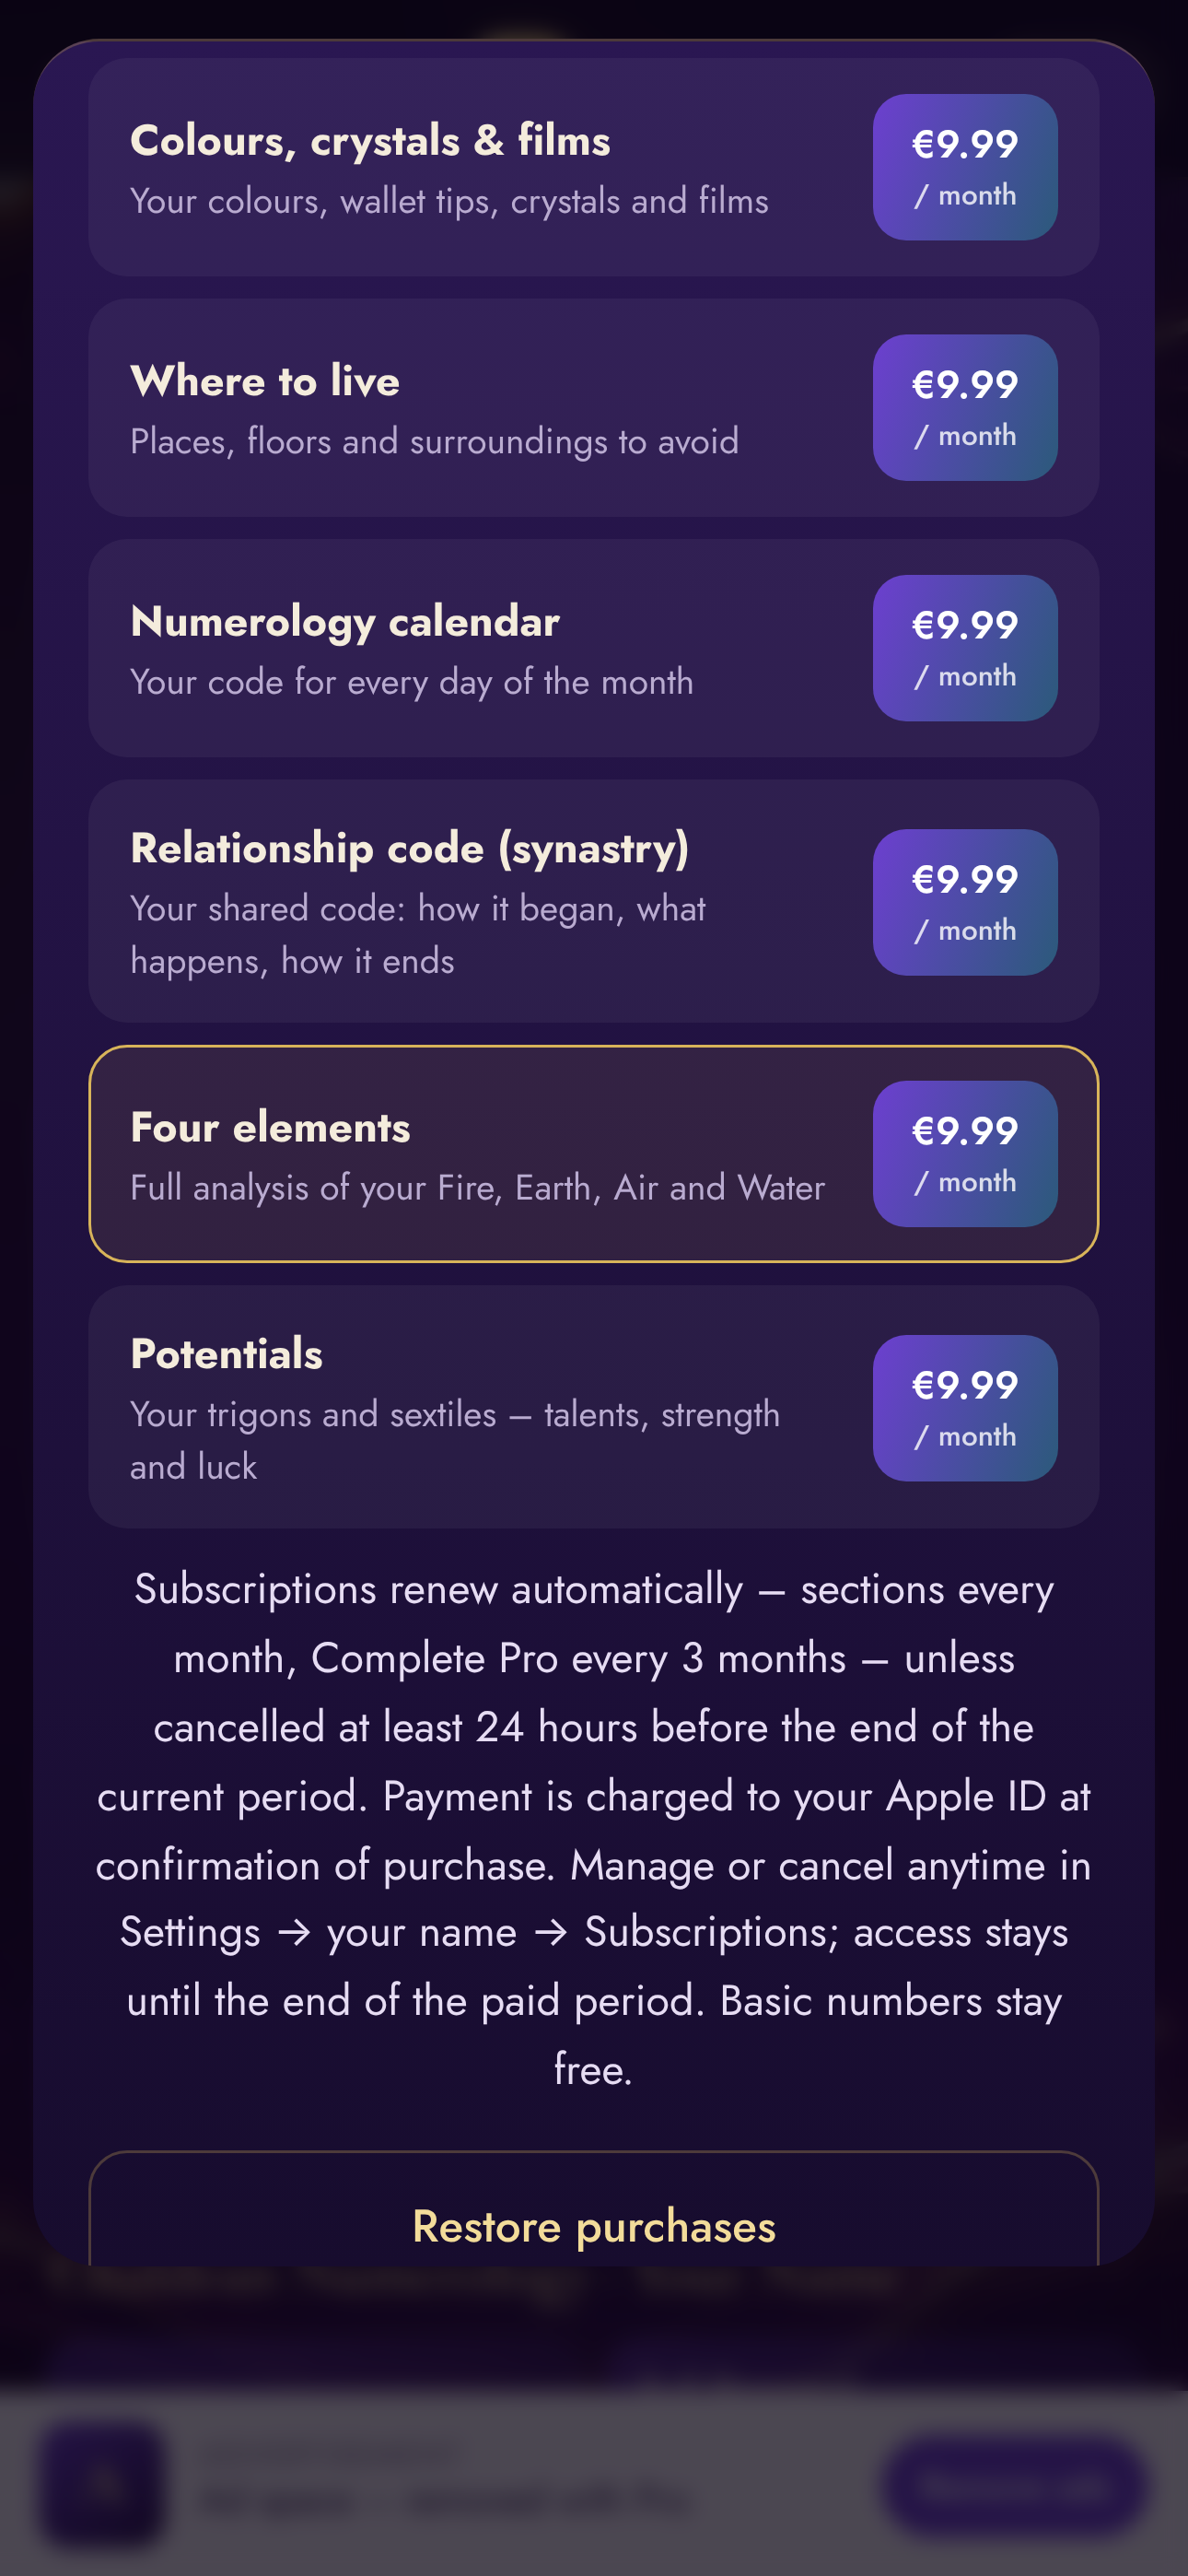 Colours, crystals & films
Your colours, wallet tips, crystals and films
€9.99
/ month
Where to live
Places, floors and surroundings to avoid
€9.99
/ month
Numerology calendar
Your code for every day of the month
€9.99
/ month
Relationship code (synastry)
Your shared code: how it began, what
happens, how it ends
€9.99
/ month
Four elements
Full analysis of your Fire, Earth, Air and Water
€9.99
/ month
Potentials
Your trigons and sextiles – talents, strength
and luck
€9.99
/ month
Subscriptions renew automatically – sections every
month, Complete Pro every 3 months – unless
cancelled at least 24 hours before the end of the
current period. Payment is charged to your Apple ID at
confirmation of purchase. Manage or cancel anytime in
Settings → your name → Subscriptions; access stays
until the end of the paid period. Basic numbers stay
free.
Restore purchases